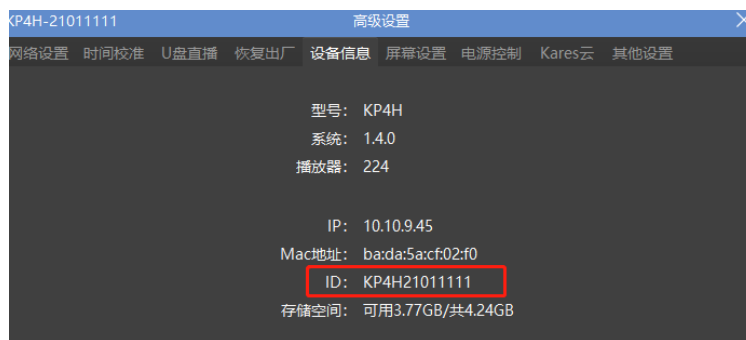 KP4H-21011111 高级设置
网络设置 时间校准 U盘直播 恢复出厂 设备信息 屏幕设置 电源控制 Kares云 其他设置
型号： KP4H
系统： 1.4.0
播放器： 224
IP： 10.10.9.45
Mac地址： ba:da:5a:cf:02:f0
ID： KP4H21011111
存储空间： 可用3.77GB/共4.24GB